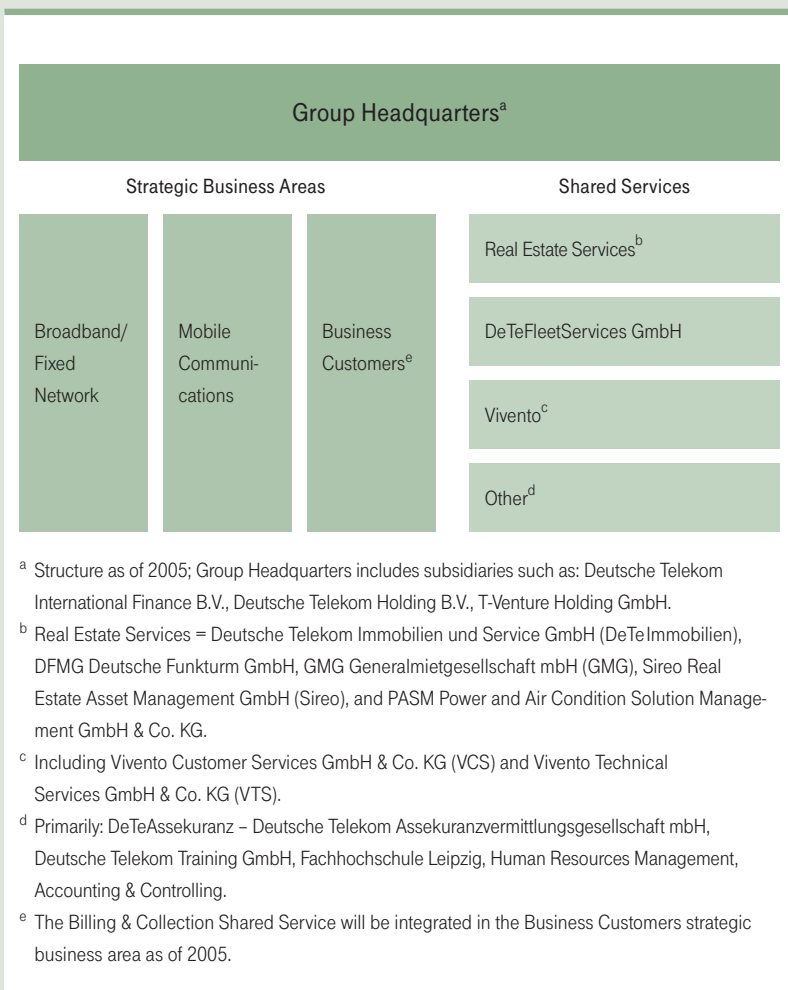 Group Headquartersa
Strategic Business Areas
Shared Services
Broadband/
Fixed
Network
Mobile
Communi-
cations
Business
Customerse
Real Estate Servicesb
DeTeFleetServices GmbH
Viventoc
Otherd
a Structure as of 2005; Group Headquarters includes subsidiaries such as: Deutsche Telekom
International Finance B.V., Deutsche Telekom Holding B.V., T-Venture Holding GmbH.
b Real Estate Services = Deutsche Telekom Immobilien und Service GmbH (DeTeImmobilien),
DFMG Deutsche Funkturm GmbH, GMG Generalmietgesellschaft mbH (GMG), Sireo Real
Estate Asset Management GmbH (Sireo), and PASM Power and Air Condition Solution Manage-
ment GmbH & Co. KG.
c Including Vivento Customer Services GmbH & Co. KG (VCS) and Vivento Technical
Services GmbH & Co. KG (VTS).
d Primarily: DeTeAssekuranz – Deutsche Telekom Assekuranzvermittlungsgesellschaft mbH,
Deutsche Telekom Training GmbH, Fachhochschule Leipzig, Human Resources Management,
Accounting & Controlling.
e The Billing & Collection Shared Service will be integrated in the Business Customers strategic
business area as of 2005.